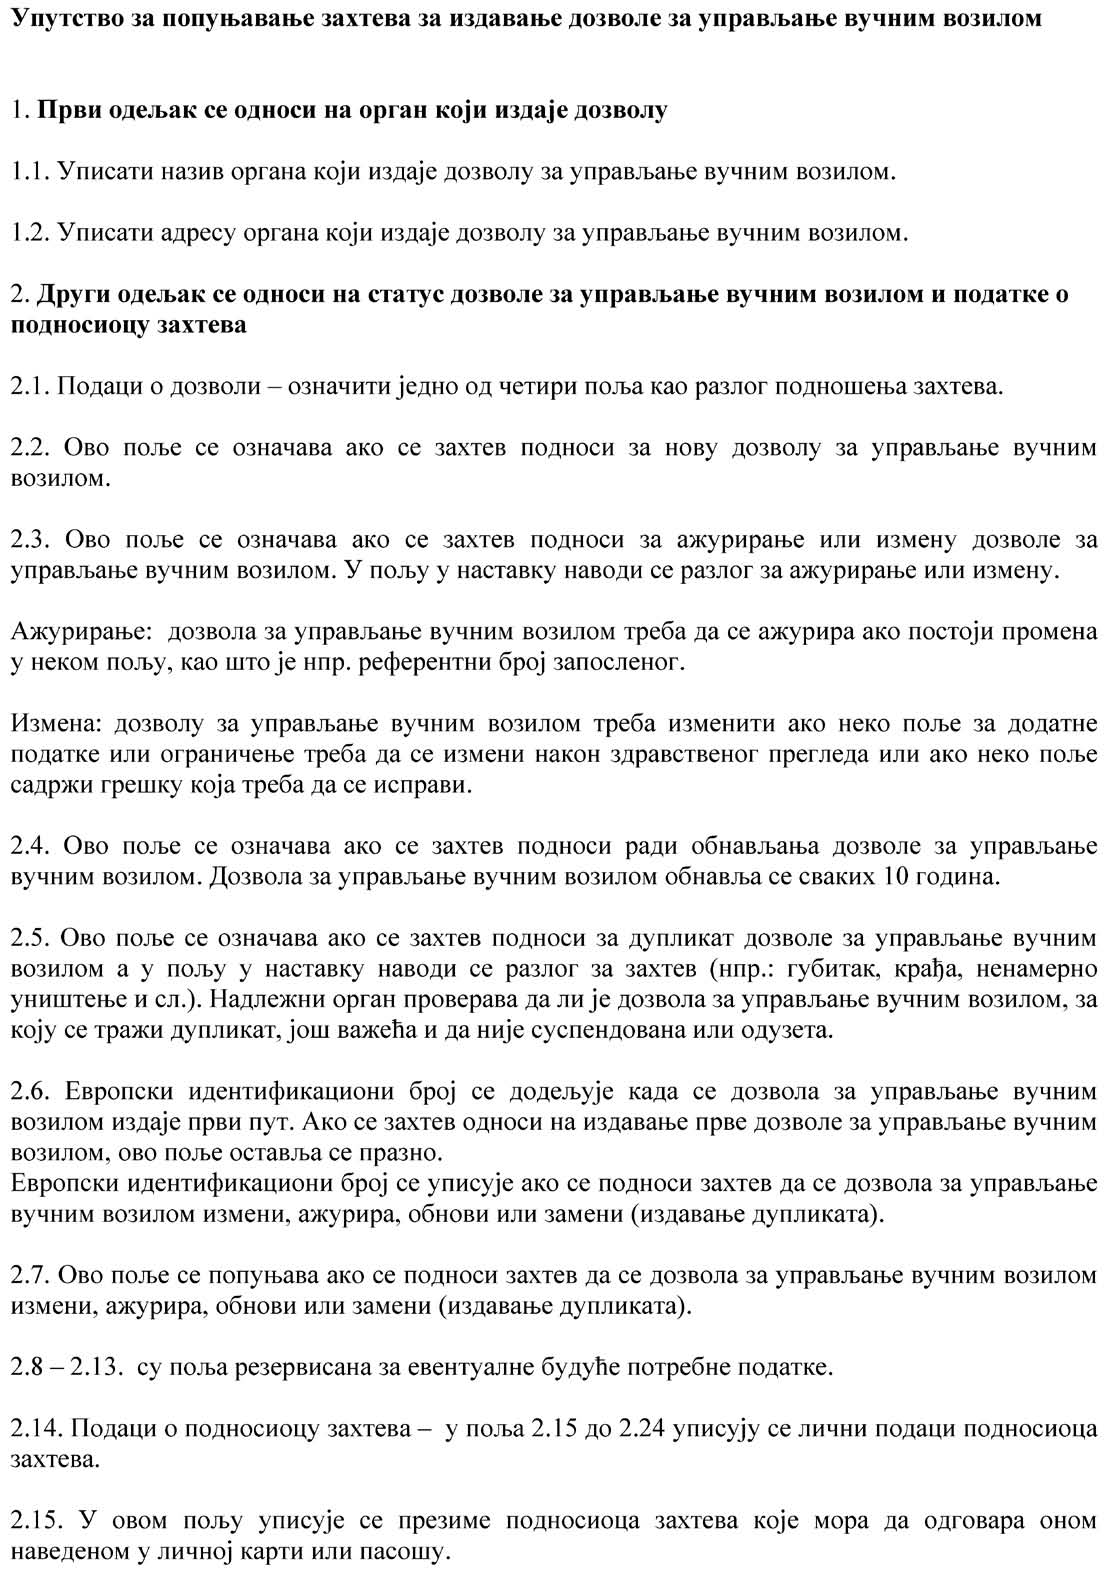 Упутство за попуњавање захтева за издавање дозволе за управљање вучним возилом
1. Први одељак се односи на орган који издаје дозволу
1.1. Уписати назив органа који издаје дозволу за управљање вучним возилом.
1.2. Уписати адресу органа који издаје дозволу за управљање вучним возилом.
2. Други одељак се односи на статус дозволе за управљање вучним возилом и податке о
подносиоцу захтева
2.1. Подаци о дозволи – означити једно од четири поља као разлог подношења захтева.
2.2. Ово поље се означава ако се захтев подноси за нову дозволу за управљање вучним
возилом.
2.3. Ово поље се означава ако се захтев подноси за ажурирање или измену дозволе за
управљање вучним возилом. У пољу у наставку наводи се разлог за ажурирање или измену.
Ажурирање:  дозвола за управљање вучним возилом треба да се ажурира ако постоји промена
у неком пољу, као што је нпр. референтни број запосленог.
Измена: дозволу за управљање вучним возилом треба изменити ако неко поље за додатне
податке или ограничење треба да се измени након здравственог прегледа или ако неко поље
садржи грешку која треба да се исправи.
2.4. Ово поље се означава ако се захтев подноси ради обнављања дозволе за управљање
вучним возилом. Дозвола за управљање вучним возилом обнавља се сваких 10 година.
2.5. Ово поље се означава ако се захтев подноси за дупликат дозволе за управљање вучним
возилом а у пољу у наставку наводи се разлог за захтев (нпр.: губитак, крађа, ненамерно
уништење и сл.). Надлежни орган проверава да ли је дозвола за управљање вучним возилом, за
коју се тражи дупликат, још важећа и да није суспендована или одузета.
2.6. Европски идентификациони број се додељује када се дозвола за управљање вучним
возилом издаје први пут. Ако се захтев односи на издавање прве дозволе за управљање вучним
возилом, ово поље оставља се празно.
Европски идентификациони број се уписује ако се подноси захтев да се дозвола за управљање
вучним возилом измени, ажурира, обнови или замени (издавање дупликата).
2.7. Ово поље се попуњава ако се подноси захтев да се дозвола за управљање вучним возилом
измени, ажурира, обнови или замени (издавање дупликата).
2.8 – 2.13.  су поља резервисана за евентуалне будуће потребне податке.
2.14. Подаци о подносиоцу захтева –  у поља 2.15 до 2.24 уписују се лични подаци подносиоца
захтева.
2.15. У овом пољу уписује се презиме подносиоца захтева које мора да одговара оном
наведеном у личној карти или пасошу.